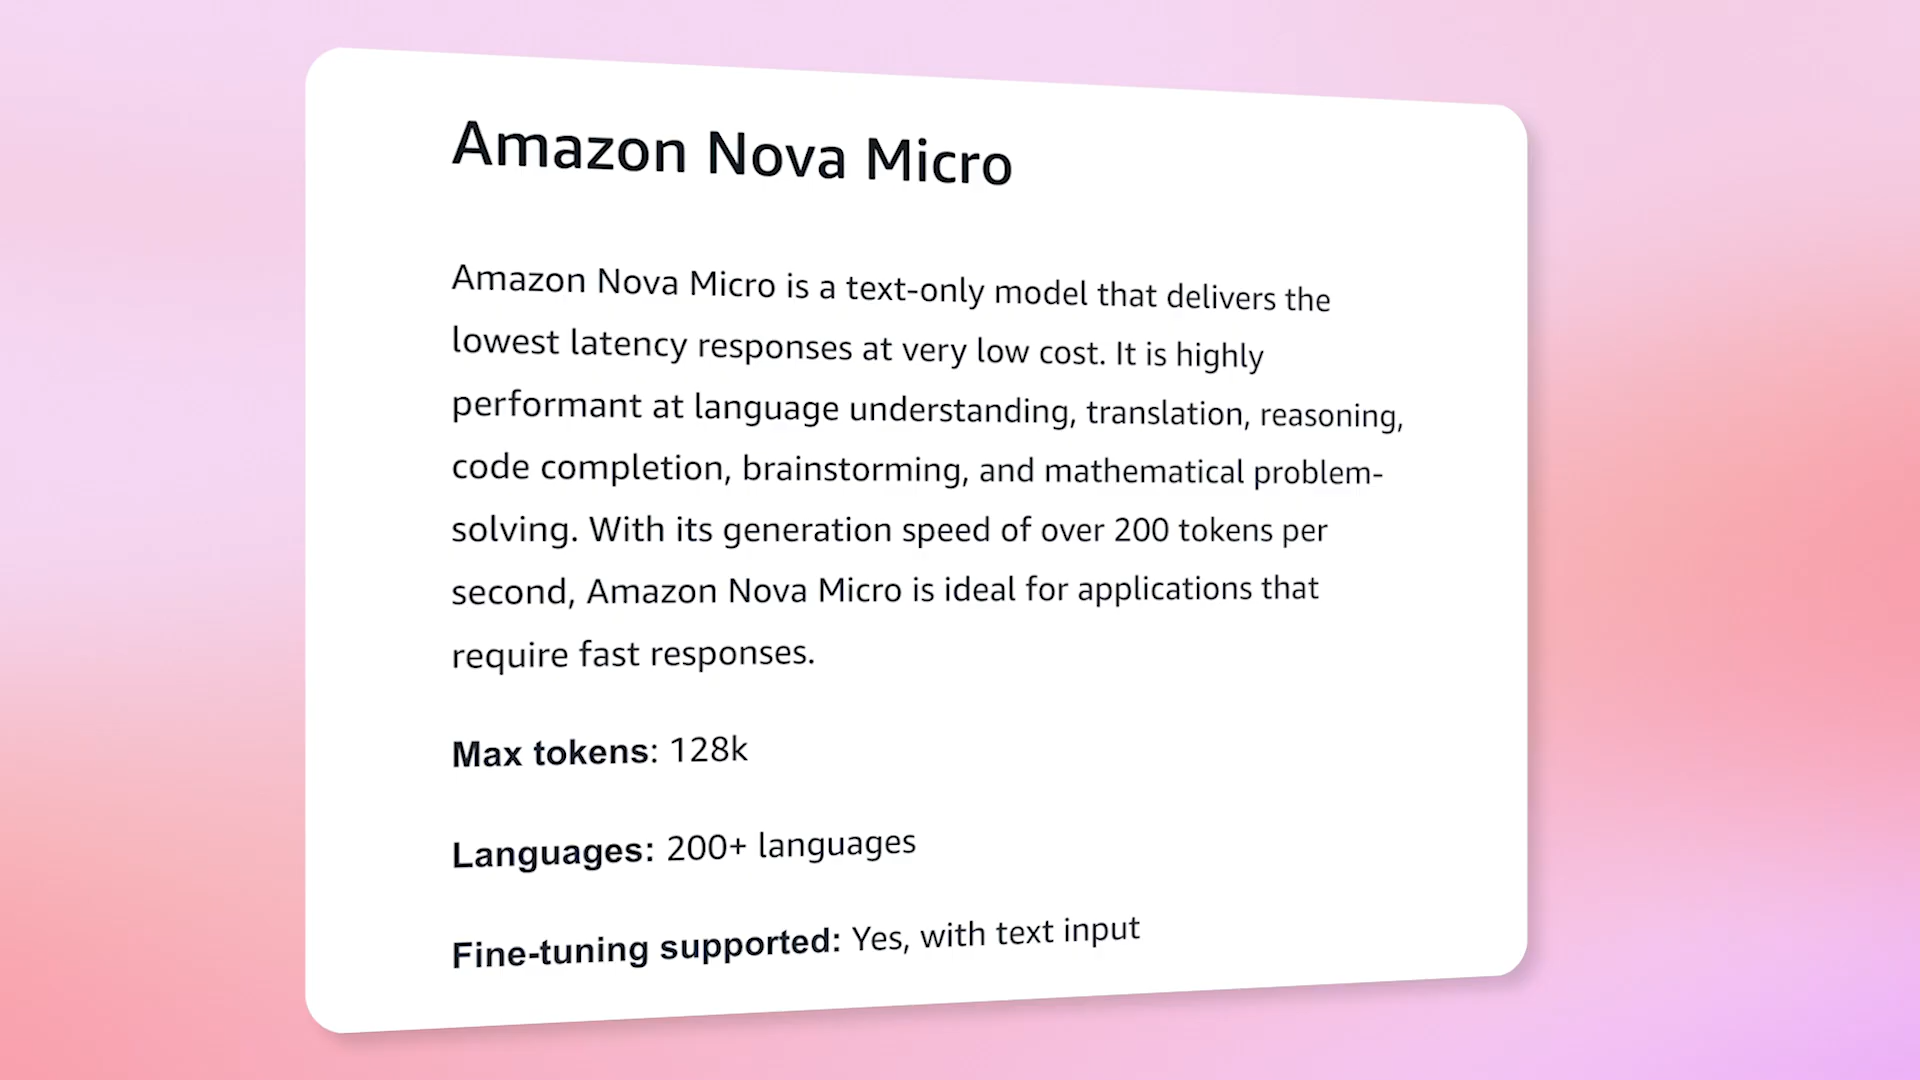 Amazon Nova Micro
Amazon Nova Micro is a text-only model that delivers the
lowest latency responses at very low cost. It is highly
performant at language understanding, translation, reasoning,
code completion, brainstorming, and mathematical problem-
solving. With its generation speed of over 200 tokens per
second, Amazon Nova Micro is ideal for applications that
require fast responses.
Max tokens: 128k
Languages: 200+ languages
Fine-tuning supported: Yes, with text input